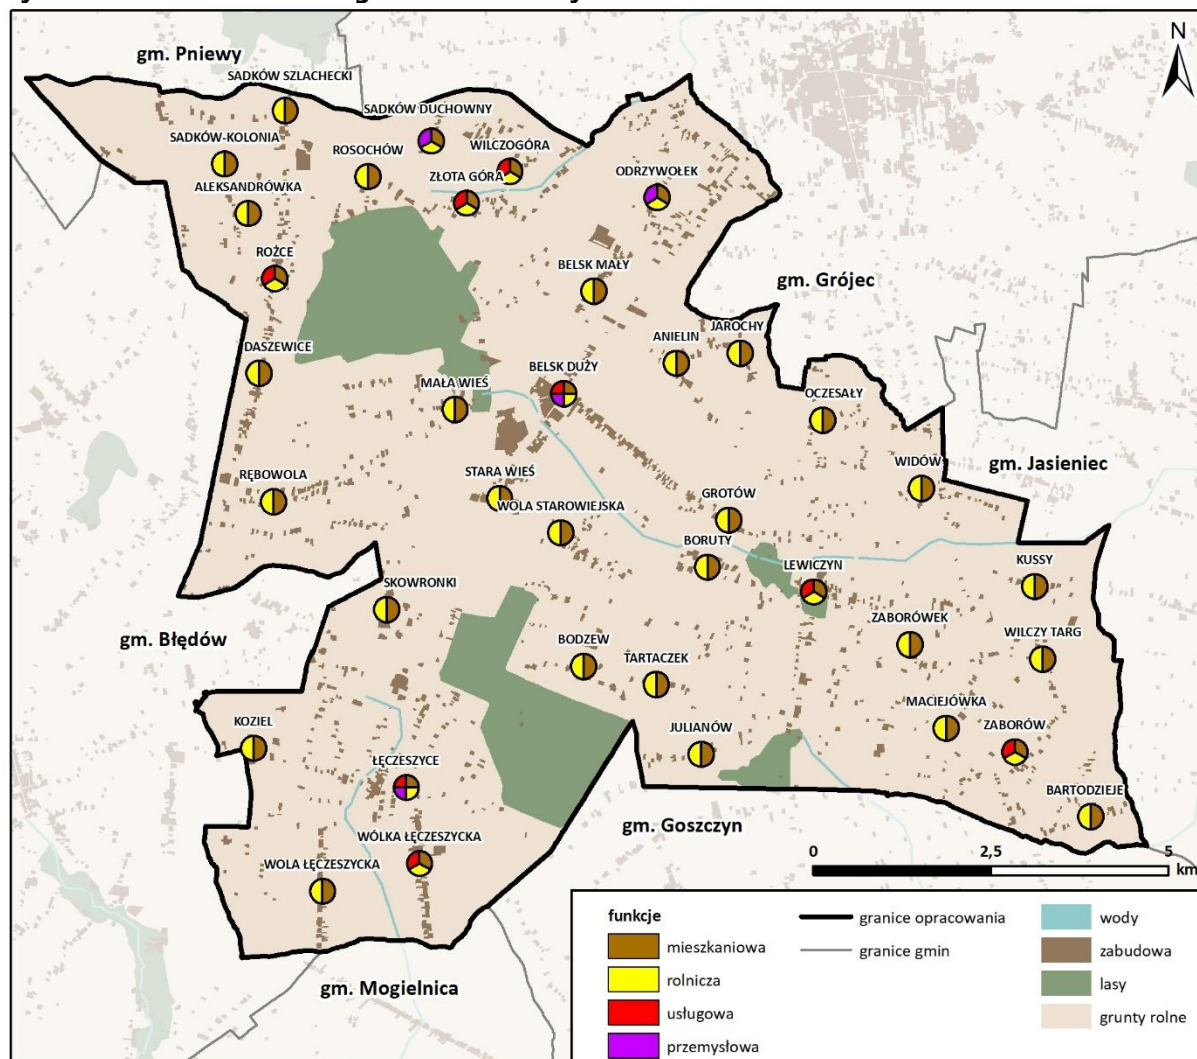 gm. Pniewy
N
SADKÓW SZLACHECKI
SADKÓW DUCHOWNY
SADKÓW-KOLONIA
ROSOCHÓW
WILCZOGÓRA
ZŁOTA GÓRA
ODRZYWOŁEK
ALEKSANDRÓWKA
ROŻCE
BELSK MAŁY
gm. Grójec
ANIELIN
JAROCHY
DASZEWICE
BELSK DUŻY
MAŁA WIEŚ
OCZESAŁY
WIDÓW
gm. Jasieniec
RĘBOWOLA
STARA WIEŚ
WOLA STAROWIEJSKA
GROTÓW
BORUTY
LEWICZYN
KUSSY
SKOWRONKI
gm. Błędów
ZABORÓWEK
WILCZY TARG
BODZEW
TARTACZEK
MACIEJÓWKA
KOZIEL
JULIANÓW
ZABORÓW
ŁĘCZESZYCE
BARTODZIEJE
gm. Goszczyn
WÓLKA ŁĘCZESZYCKA
WOLA ŁĘCZESZYCKA
0 2,5 5
km
gm. Mogielnica
funkcje
mieszkaniowa
rolnicza
usługowa
przemysłowa
granice opracowania
granice gmin
wody
zabudowa
lasy
grunty rolne